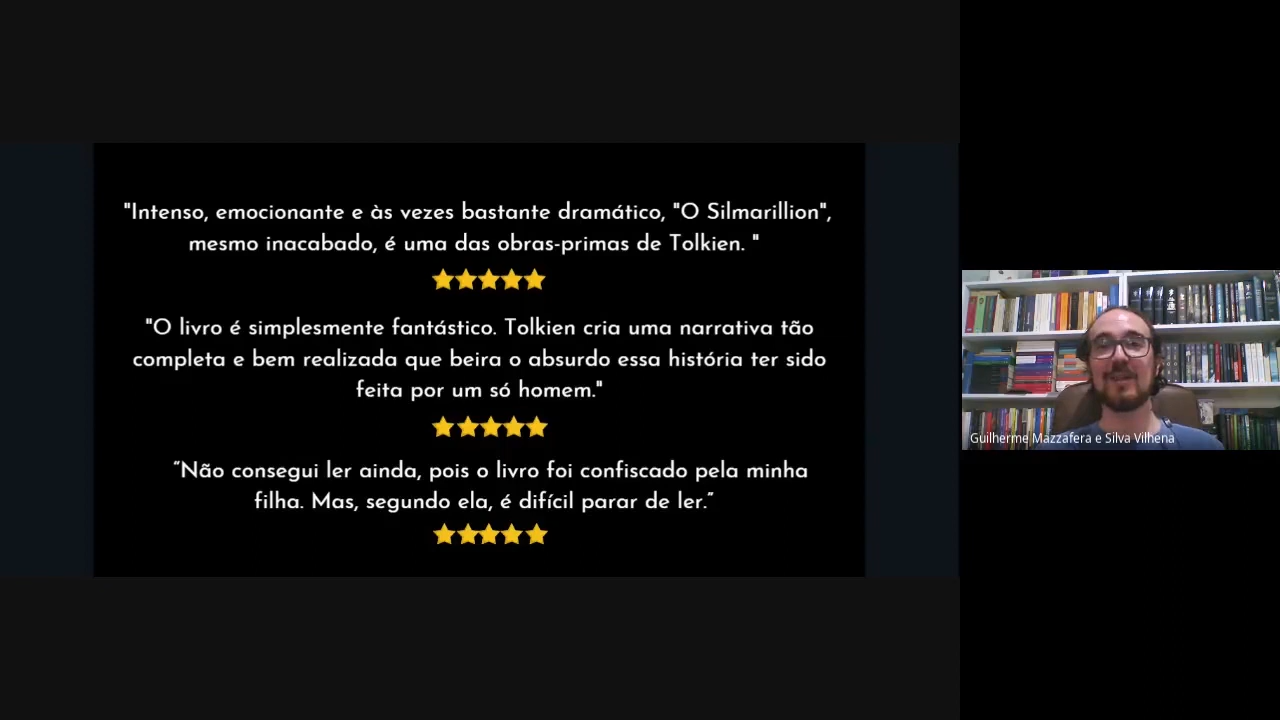 "Intenso, emocionante e às vezes bastante dramático, "O Silmarillion",
mesmo inacabado, é uma das obras-primas de Tolkien. "
"O livro é simplesmente fantástico. Tolkien cria uma narrativa tão
completa e bem realizada que beira o absurdo essa história ter sido
feita por um só homem."
“Não consegui ler ainda, pois o livro foi confiscado pela minha
filha. Mas, segundo ela, é difícil parar de ler.”
Guilherme Mazzafera e Silva Vilhena